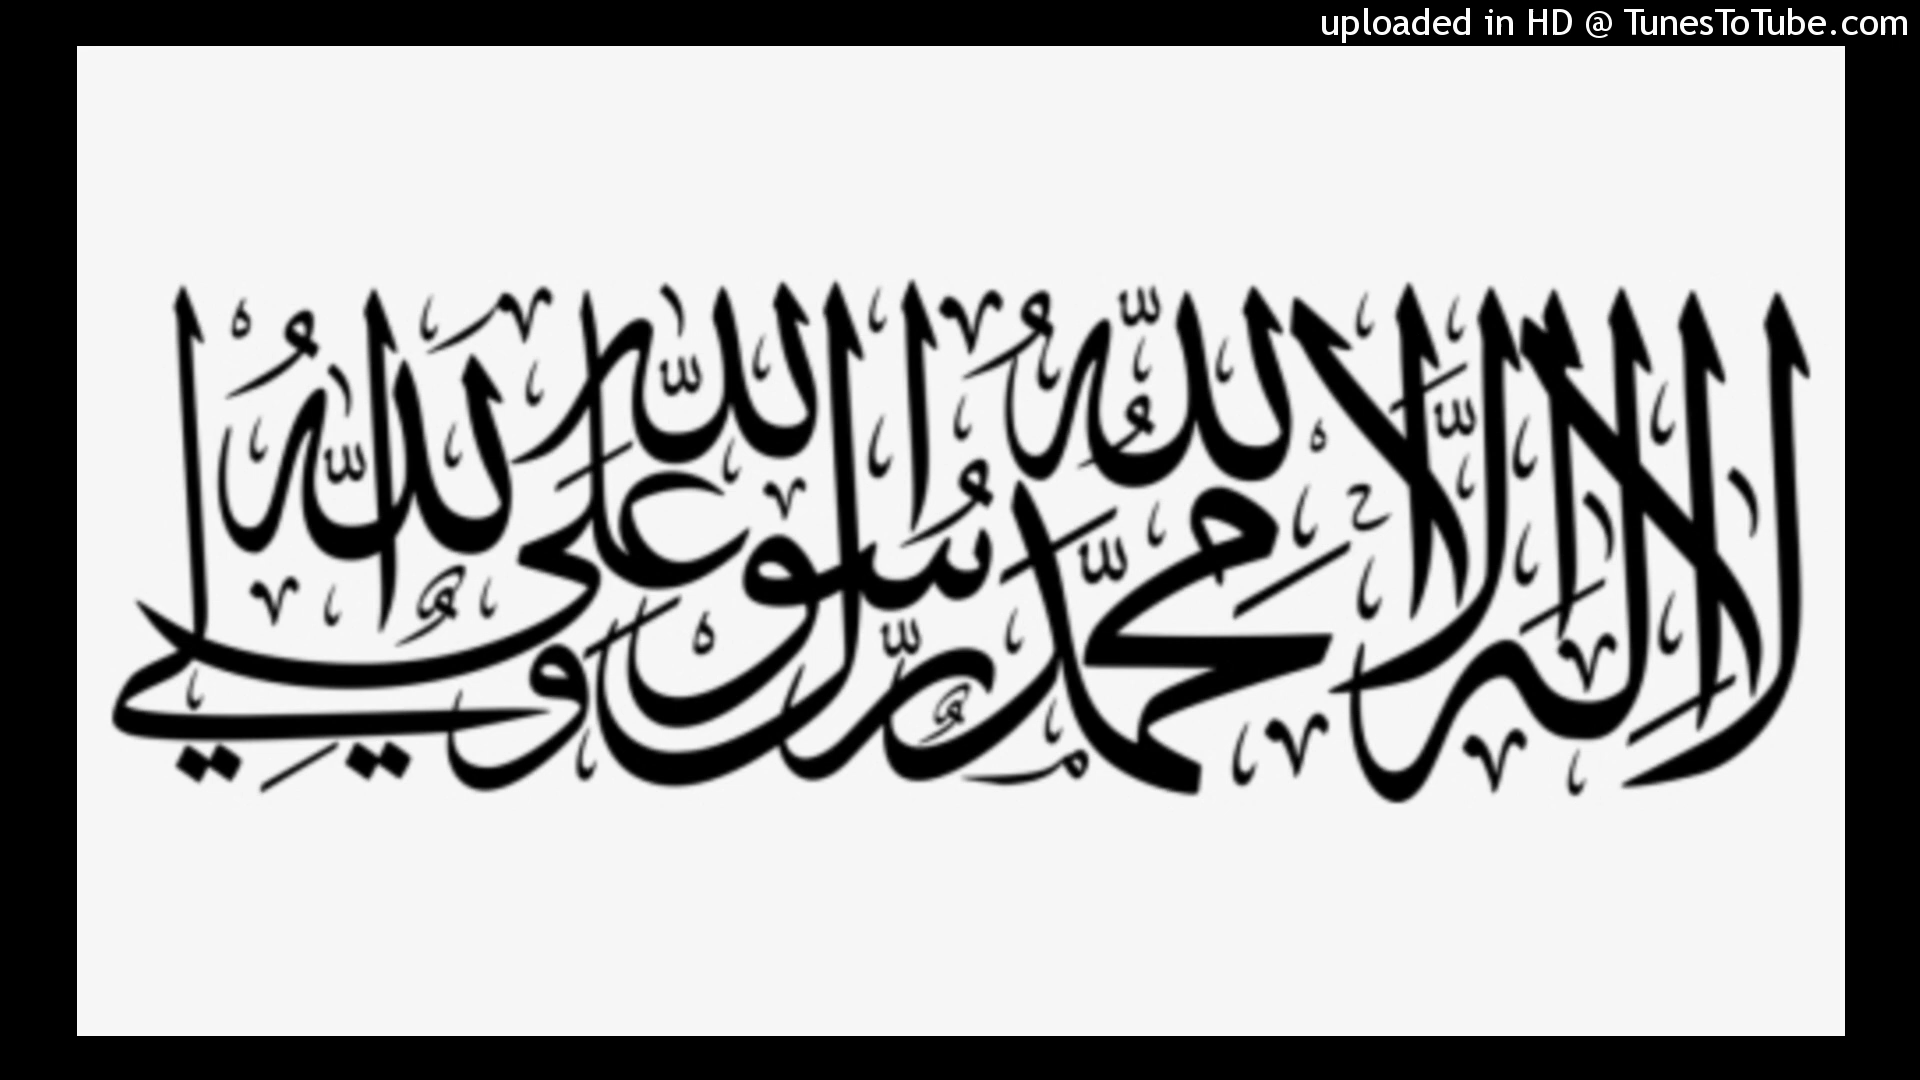 uploaded in HD @ TunesToTube.com
لا إله إلا الله محمد رسول الله علي ولي الله